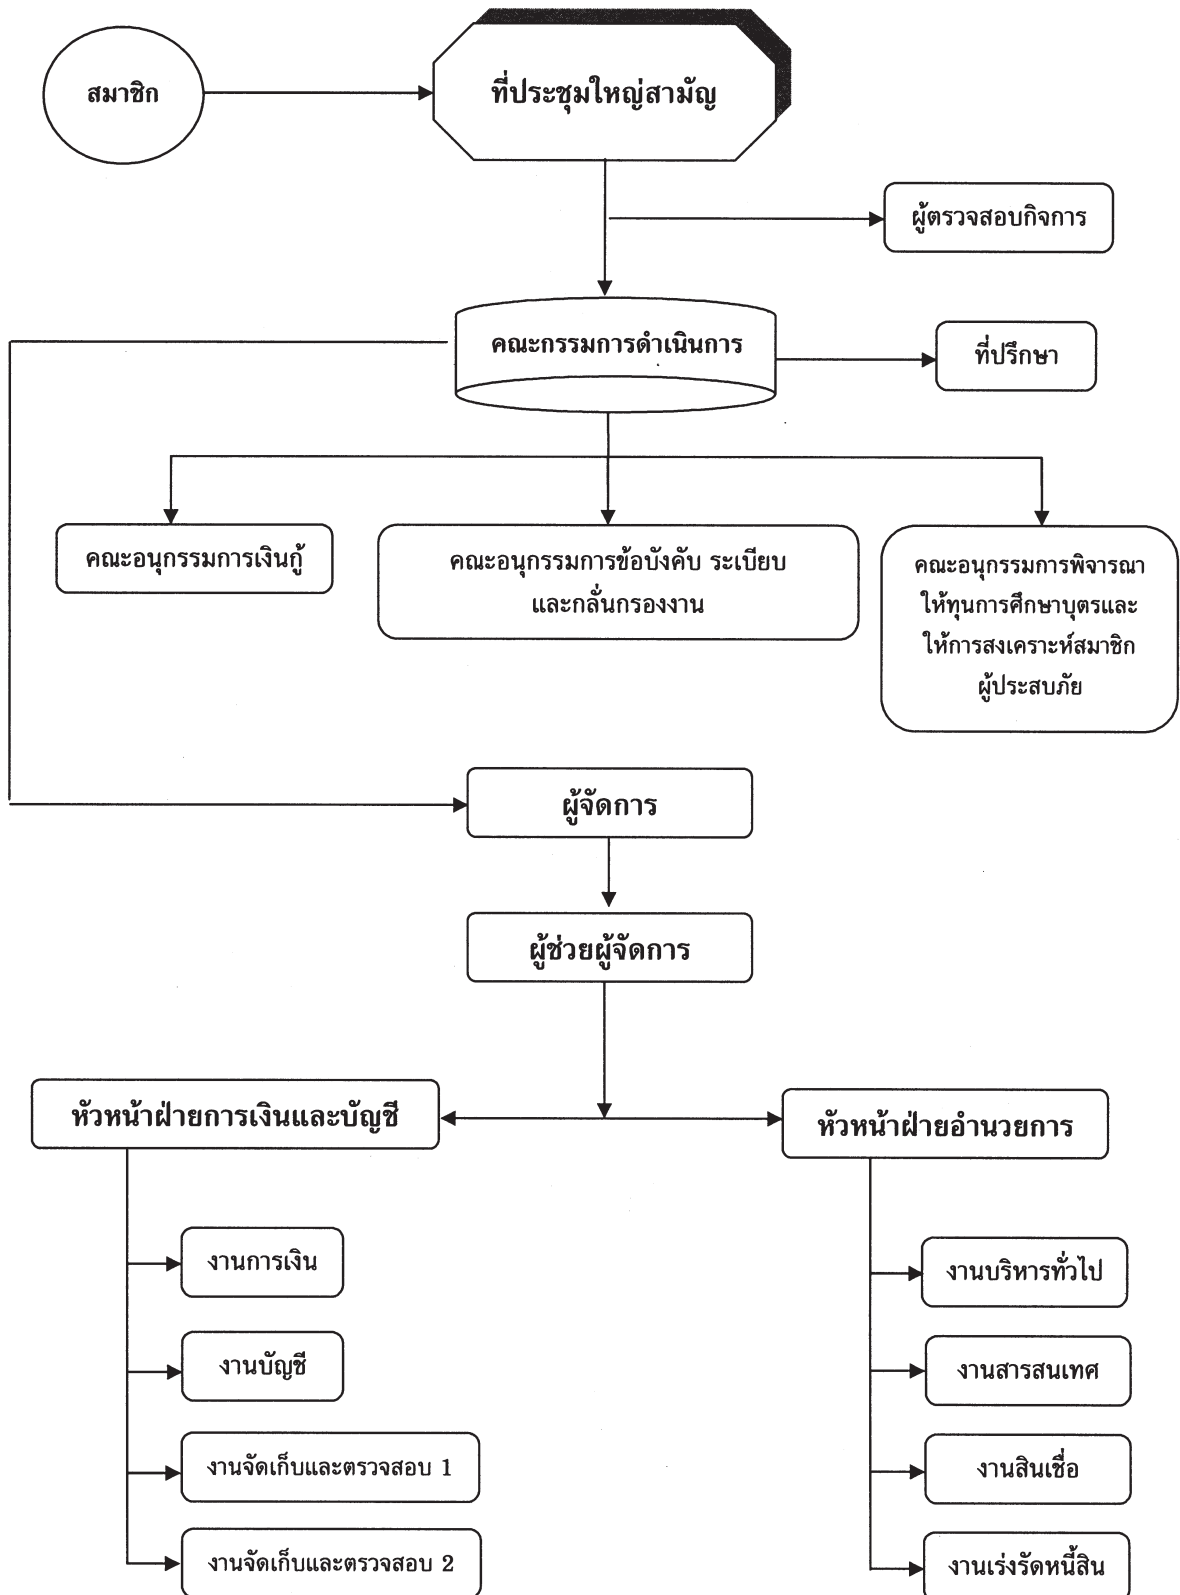 สมาชิก
ที่ประชุมใหญ่สามัญ
ผู้ตรวจสอบกิจการ
คณะกรรมการดำเนินการ
ที่ปรึกษา
คณะอนุกรรมการเงินกู้
คณะอนุกรรมการข้อบังคับ ระเบียบ
และกลั่นกรองงาน
คณะอนุกรรมการพิจารณา
ให้ทุนการศึกษาบุตรและ
ให้การสงเคราะห์สมาชิก
ผู้ประสบภัย
ผู้จัดการ
ผู้ช่วยผู้จัดการ
หัวหน้าฝ่ายการเงินและบัญชี
หัวหน้าฝ่ายอำนวยการ
งานการเงิน
งานบัญชี
งานจัดเก็บและตรวจสอบ 1
งานจัดเก็บและตรวจสอบ 2
งานบริหารทั่วไป
งานสารสนเทศ
งานสินเชื่อ
งานเร่งรัดหนี้สิน